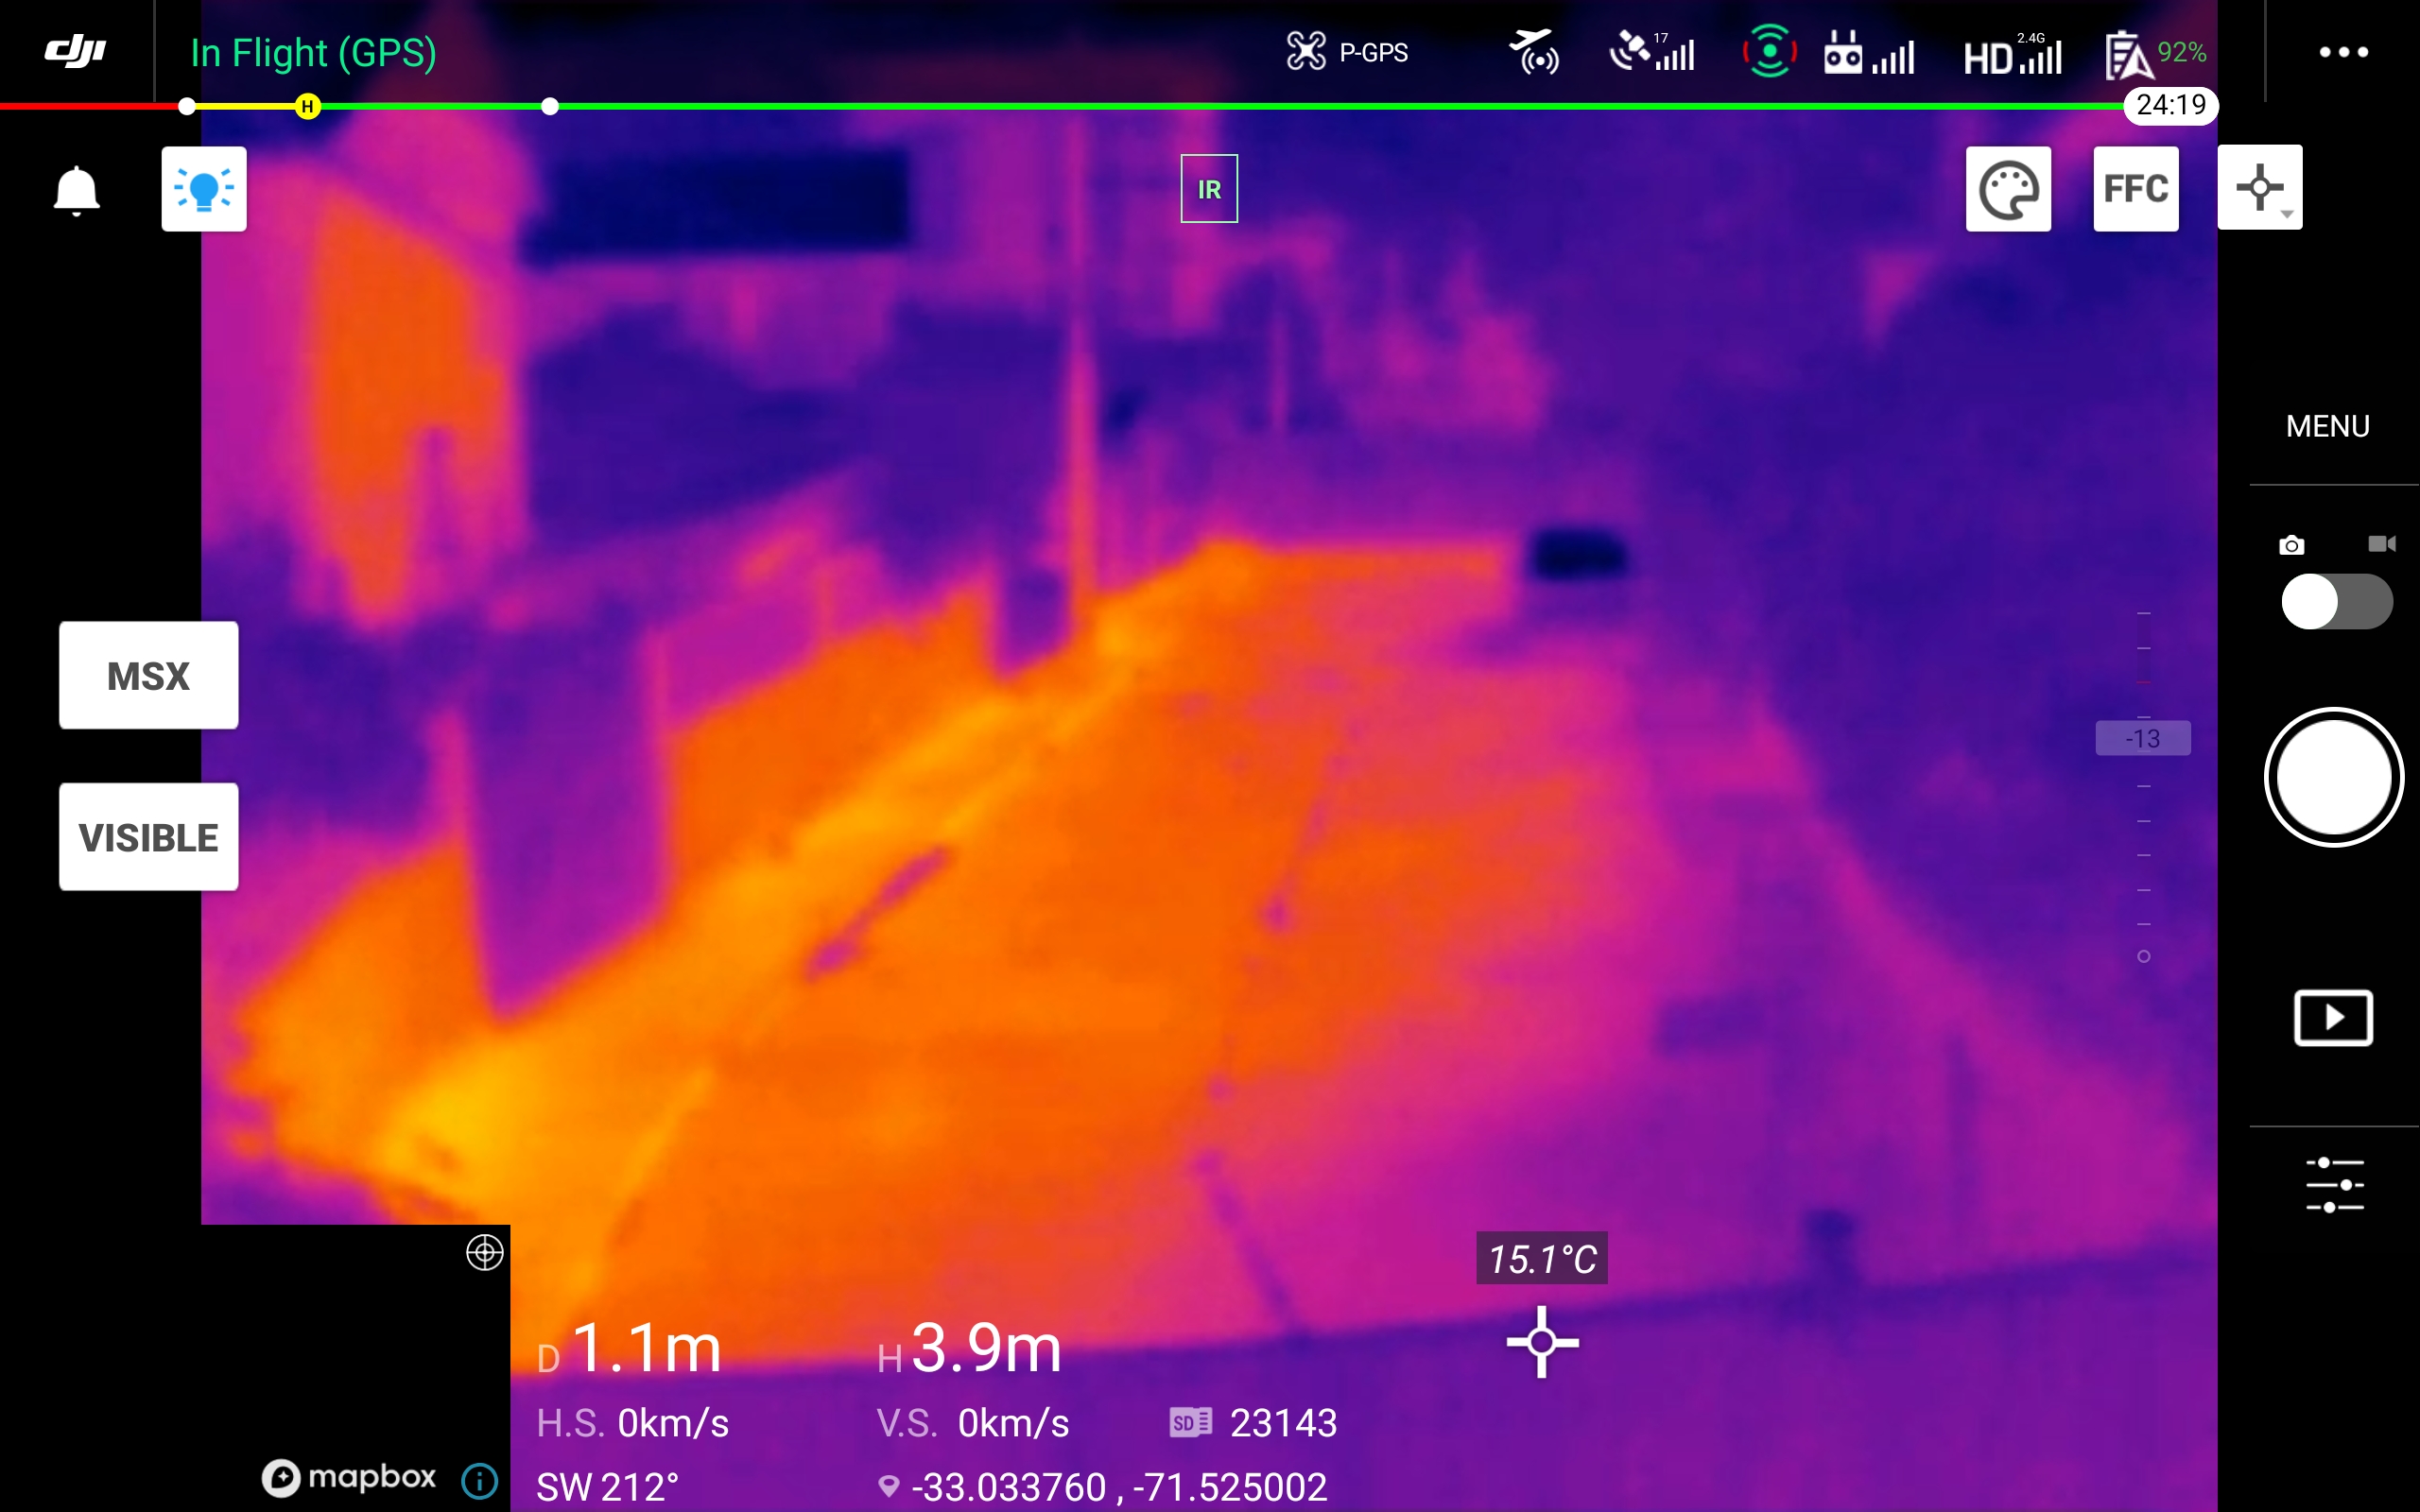 dji
In Flight (GPS)
P-GPS
17
HD 2.4G
92%
H
24:19
IR
FFC
MENU
MSX
-13
VISIBLE
15.1°C
D 1.1m H 3.9m
H.S. 0km/s V.S. 0km/s SD 23143
SW 212° -33.033760 , -71.525002
mapbox i